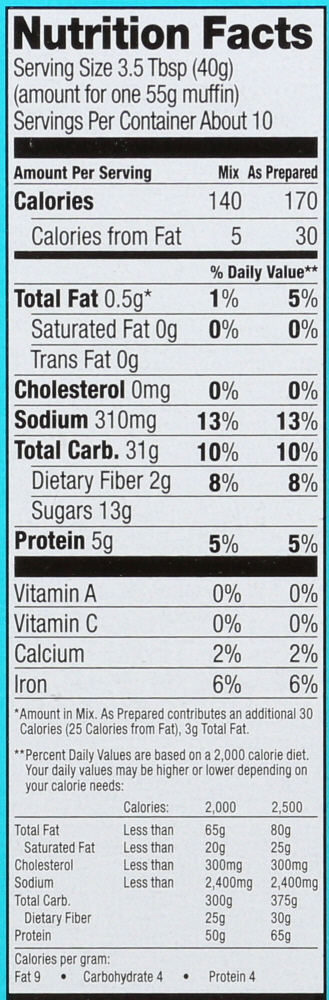 Nutrition Facts
Serving Size 3.5 Tbsp (40g)
(amount for one 55g muffin)
Servings Per Container About 10
Amount Per Serving Mix As Prepared
Calories 140 170
Calories from Fat 5 30
% Daily Value**
Total Fat 0.5g* 1% 5%
Saturated Fat 0g 0% 0%
Trans Fat 0g
Cholesterol 0mg 0% 0%
Sodium 310mg 13% 13%
Total Carb. 31g 10% 10%
Dietary Fiber 2g 8% 8%
Sugars 13g
Protein 5g 5% 5%
Vitamin A 0% 0%
Vitamin C 0% 0%
Calcium 2% 2%
Iron 6% 6%
*Amount in Mix. As Prepared contributes an additional 30
Calories (25 Calories from Fat), 3g Total Fat.
**Percent Daily Values are based on a 2,000 calorie diet.
Your daily values may be higher or lower depending on
your calorie needs:
Calories: 2,000 2,500
Total Fat Less than 65g 80g
Saturated Fat Less than 20g 25g
Cholesterol Less than 300mg 300mg
Sodium Less than 2,400mg 2,400mg
Total Carb. 300g 375g
Dietary Fiber 25g 30g
Protein 50g 65g
Calories per gram:
Fat 9 • Carbohydrate 4 • Protein 4